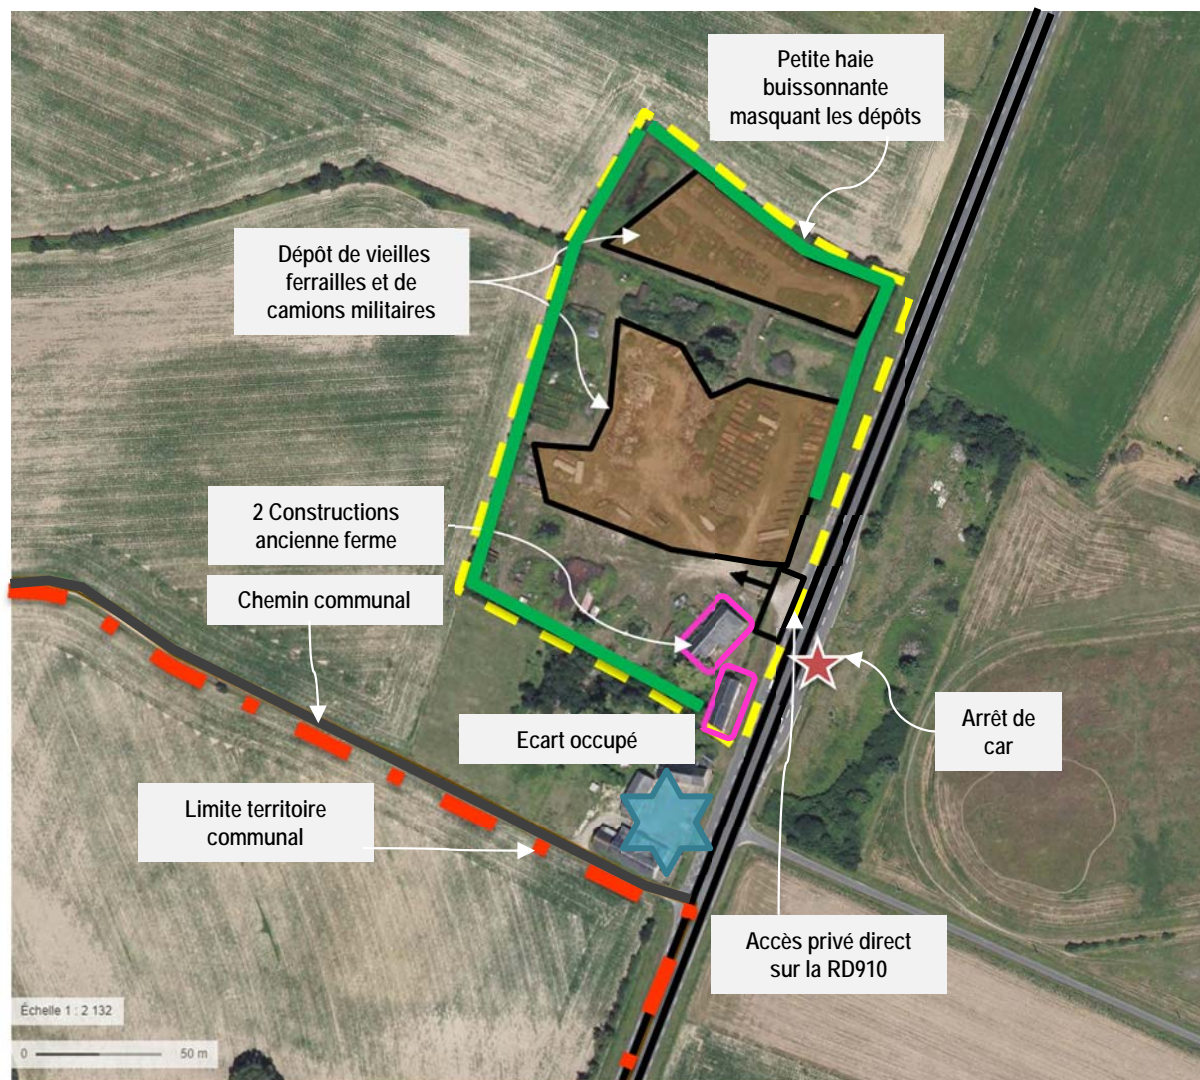 Petite haie
buissonnante
masquant les dépôts
Dépôt de vieilles
ferrailles et de
camions militaires
2 Constructions
ancienne ferme
Chemin communal
Ecart occupé
Arrêt de
car
Limite territoire
communal
Accès privé direct
sur la RD910
Échelle 1 : 2 132
0 50 m